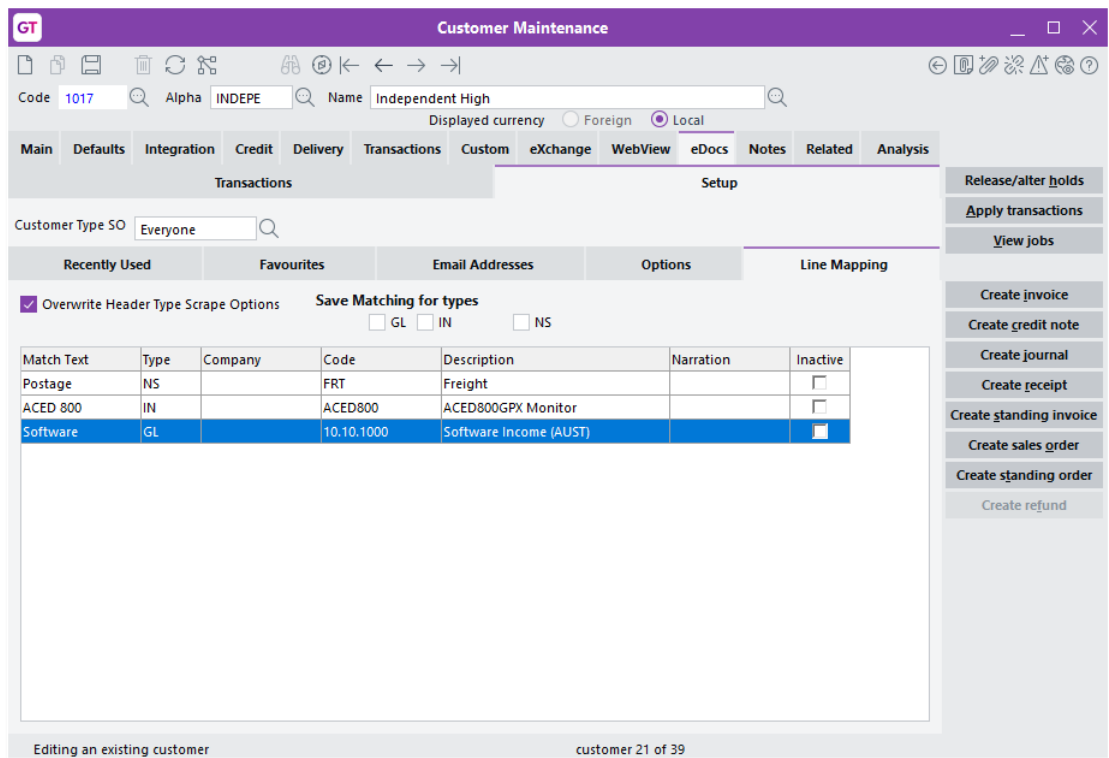 GT Customer Maintenance
Code 1017 Alpha INDEPE Name Independent High
Displayed currency Foreign Local
Main Defaults Integration Credit Delivery Transactions Custom eXchange WebView eDocs Notes Related Analysis
Transactions Setup
Customer Type SO Everyone
Recently Used Favourites Email Addresses Options Line Mapping
Overwrite Header Type Scrape Options Save Matching for types
GL IN NS
Match Text Type Company Code Description Narration Inactive
Postage NS FRT Freight
ACED 800 IN ACED800 ACED800GPX Monitor
Software GL 10.10.1000 Software Income (AUST)
Release/alter holds
Apply transactions
View jobs
Create invoice
Create credit note
Create journal
Create receipt
Create standing invoice
Create sales order
Create standing order
Create refund
Editing an existing customer customer 21 of 39